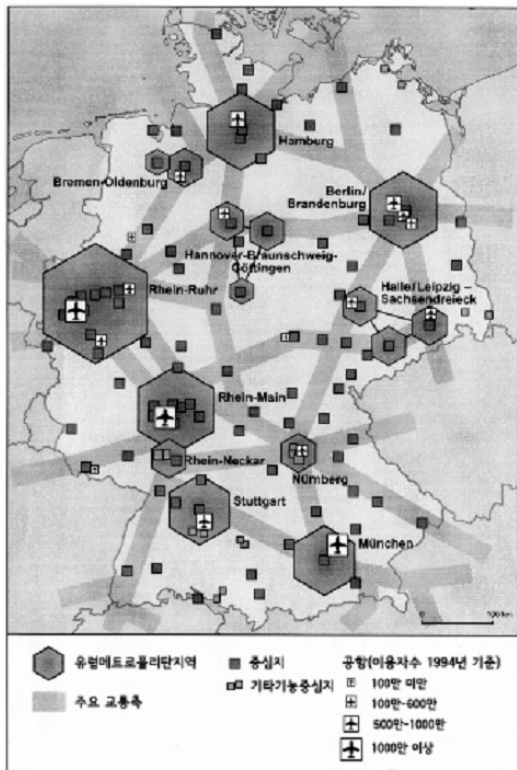 Hamburg
Bremen-Oldenburg
Berlin/
Brandenburg
Hannover-Braunschweig-
Göttingen
Rhein-Ruhr
Halle/Leipzig –
Sachsendreieck
Rhein-Main
Rhein-Neckar
Nürnberg
Stuttgart
München
0 100 km
유럽메트로폴리탄지역
주요 교통축
중심지
기타기능중심지
공항(이용자수 1994년 기준)
100만 미만
100만-600만
500만-1000만
1000만 이상